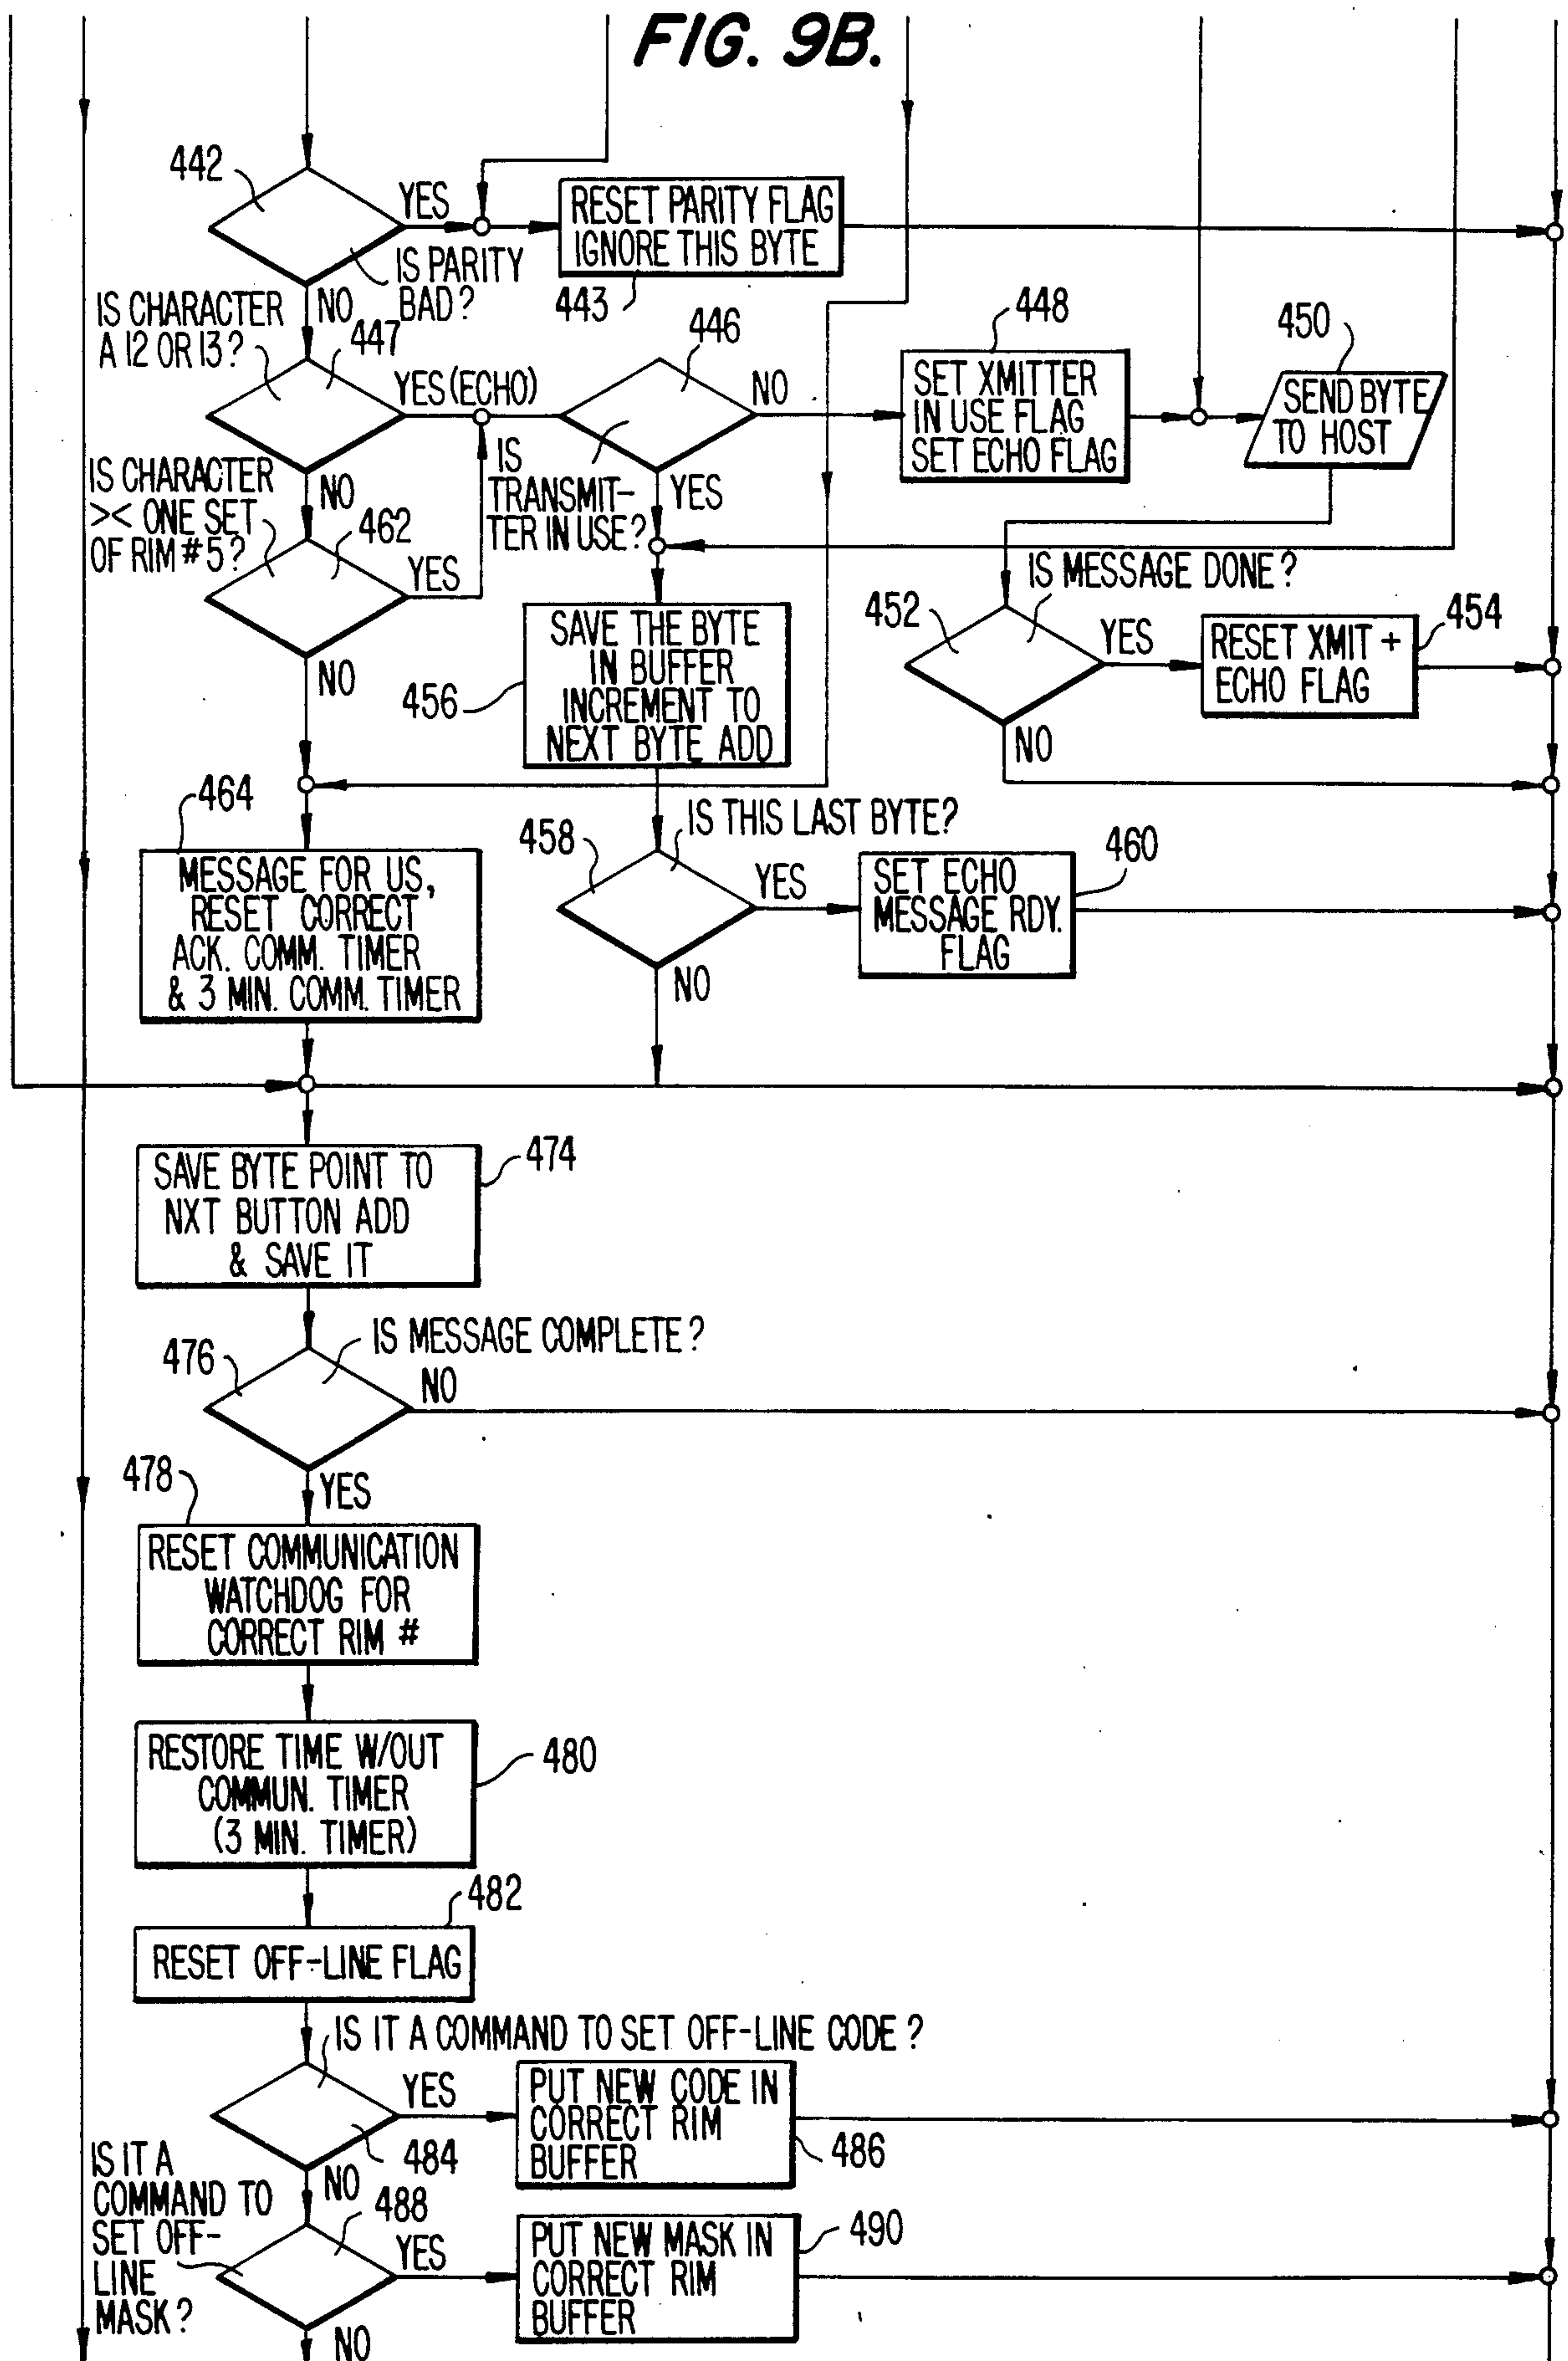 FIG. 9B.
442
YES
IS PARITY
BAD?
NO
RESET PARITY FLAG
IGNORE THIS BYTE
443
IS CHARACTER
A 12 OR 13?
447
YES (ECHO)
NO
446
IS
TRANSMIT-
TER IN USE?
NO
YES
448
SET XMITTER
IN USE FLAG
SET ECHO FLAG
450
SEND BYTE
TO HOST
IS CHARACTER
>< ONE SET
OF RIM #5?
462
YES
NO
456
SAVE THE BYTE
IN BUFFER
INCREMENT TO
NEXT BYTE ADD
IS MESSAGE DONE?
452
YES
NO
RESET XMIT +
ECHO FLAG
454
464
MESSAGE FOR US,
RESET CORRECT
ACK. COMM. TIMER
& 3 MIN. COMM. TIMER
IS THIS LAST BYTE?
458
YES
NO
SET ECHO
MESSAGE RDY.
FLAG
460
SAVE BYTE POINT TO
NXT BUTTON ADD
& SAVE IT
474
IS MESSAGE COMPLETE?
476
NO
YES
478
RESET COMMUNICATION
WATCHDOG FOR
CORRECT RIM #
RESTORE TIME W/OUT
COMMUN. TIMER
(3 MIN. TIMER)
480
482
RESET OFF-LINE FLAG
IS IT A COMMAND TO SET OFF-LINE CODE?
YES
484
NO
PUT NEW CODE IN
CORRECT RIM
BUFFER
486
IS IT A
COMMAND TO
SET OFF-
LINE
MASK?
488
YES
NO
PUT NEW MASK IN
CORRECT RIM
BUFFER
490